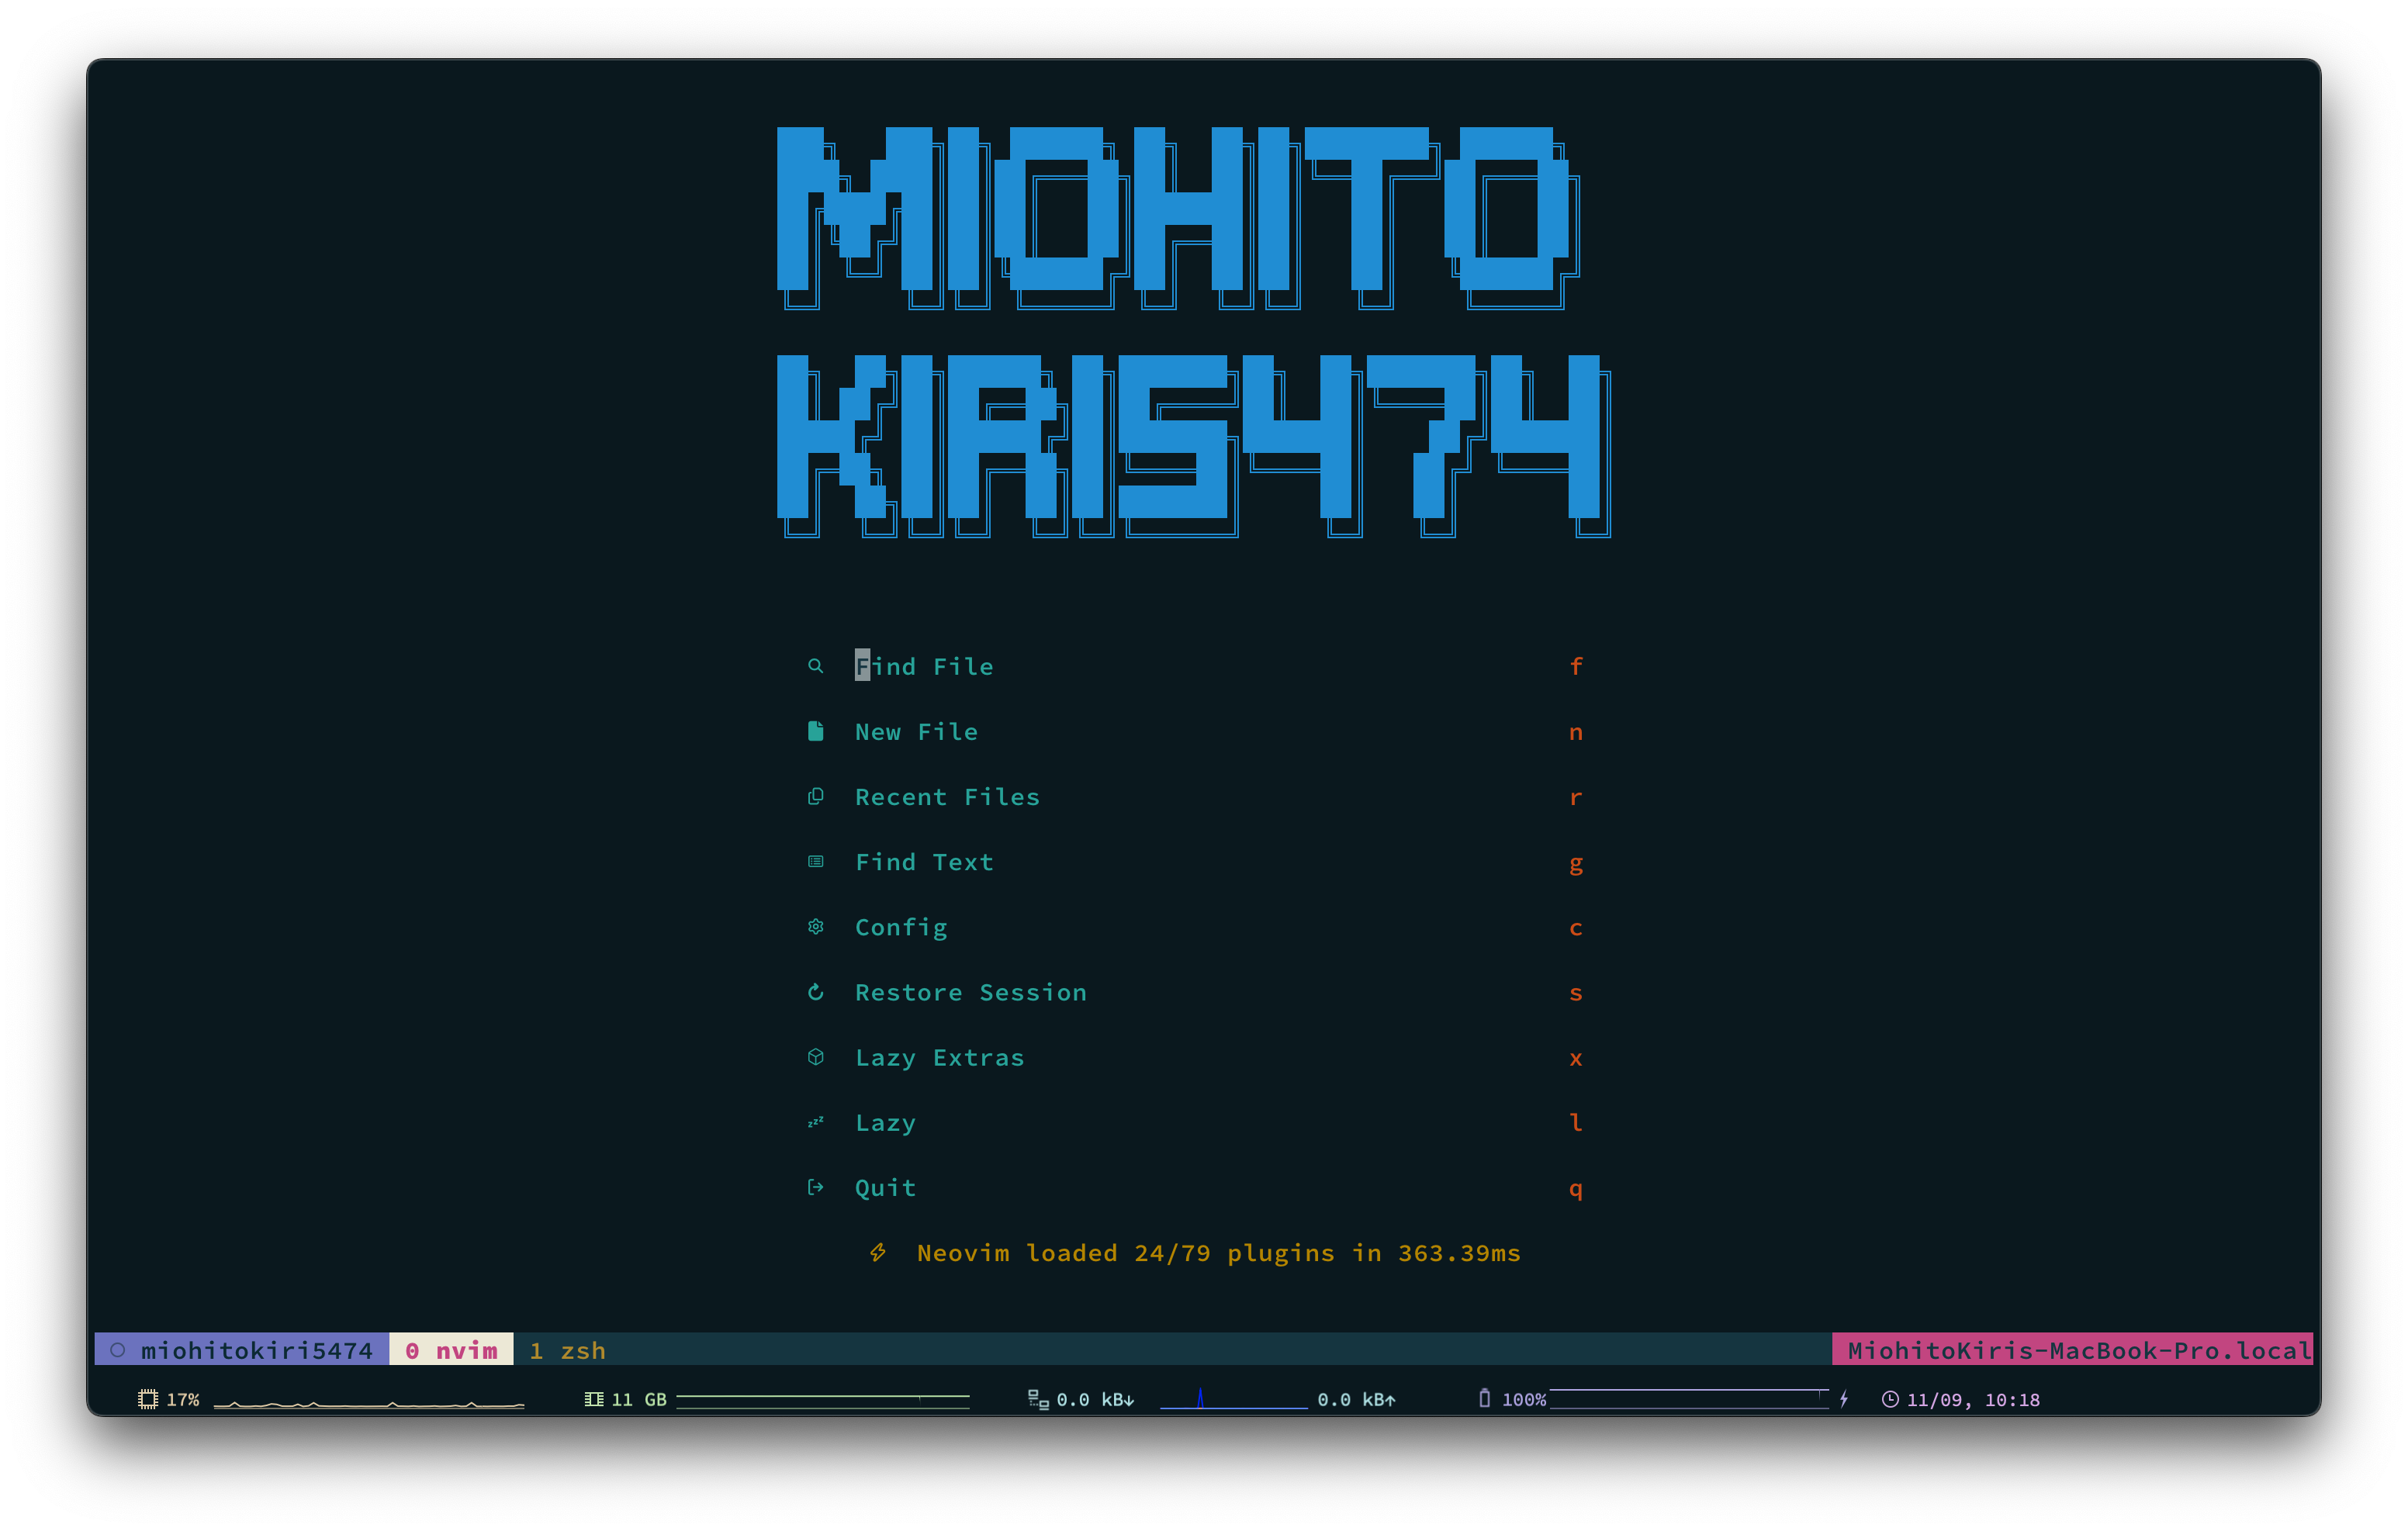 MIOHITO
KIRI5474
Find File f
New File n
Recent Files r
Find Text g
Config c
Restore Session s
Lazy Extras x
zzz Lazy l
Quit q
Neovim loaded 24/79 plugins in 363.39ms
miohitokiri5474 0 nvim 1 zsh MiohitoKiris-MacBook-Pro.local
17% 11 GB 0.0 kB↓ 0.0 kB↑ 100% 11/09, 10:18